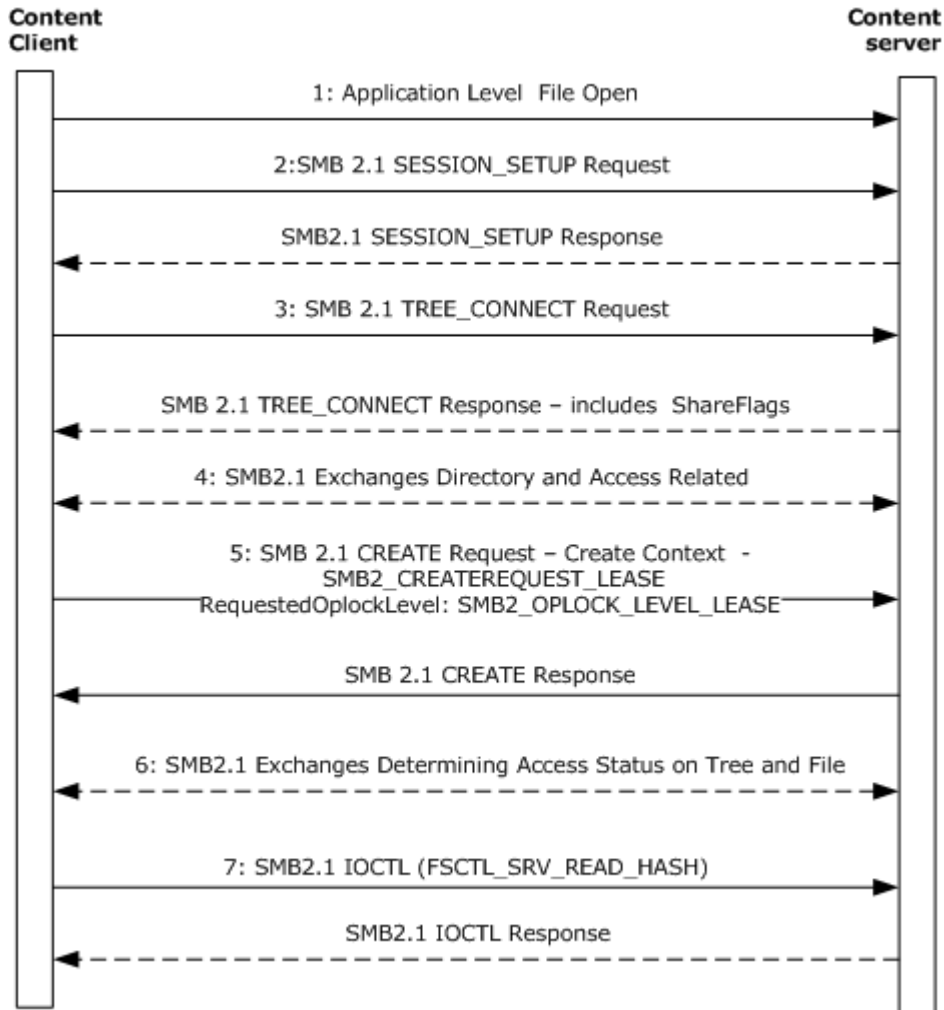 Content
Client
Content
server
1: Application Level File Open
2:SMB 2.1 SESSION_SETUP Request
SMB2.1 SESSION_SETUP Response
3: SMB 2.1 TREE_CONNECT Request
SMB 2.1 TREE_CONNECT Response – includes ShareFlags
4: SMB2.1 Exchanges Directory and Access Related
5: SMB 2.1 CREATE Request – Create Context -
SMB2_CREATEREQUEST_LEASE
RequestedOplockLevel: SMB2_OPLOCK_LEVEL_LEASE
SMB 2.1 CREATE Response
6: SMB2.1 Exchanges Determining Access Status on Tree and File
7: SMB2.1 IOCTL (FSCTL_SRV_READ_HASH)
SMB2.1 IOCTL Response